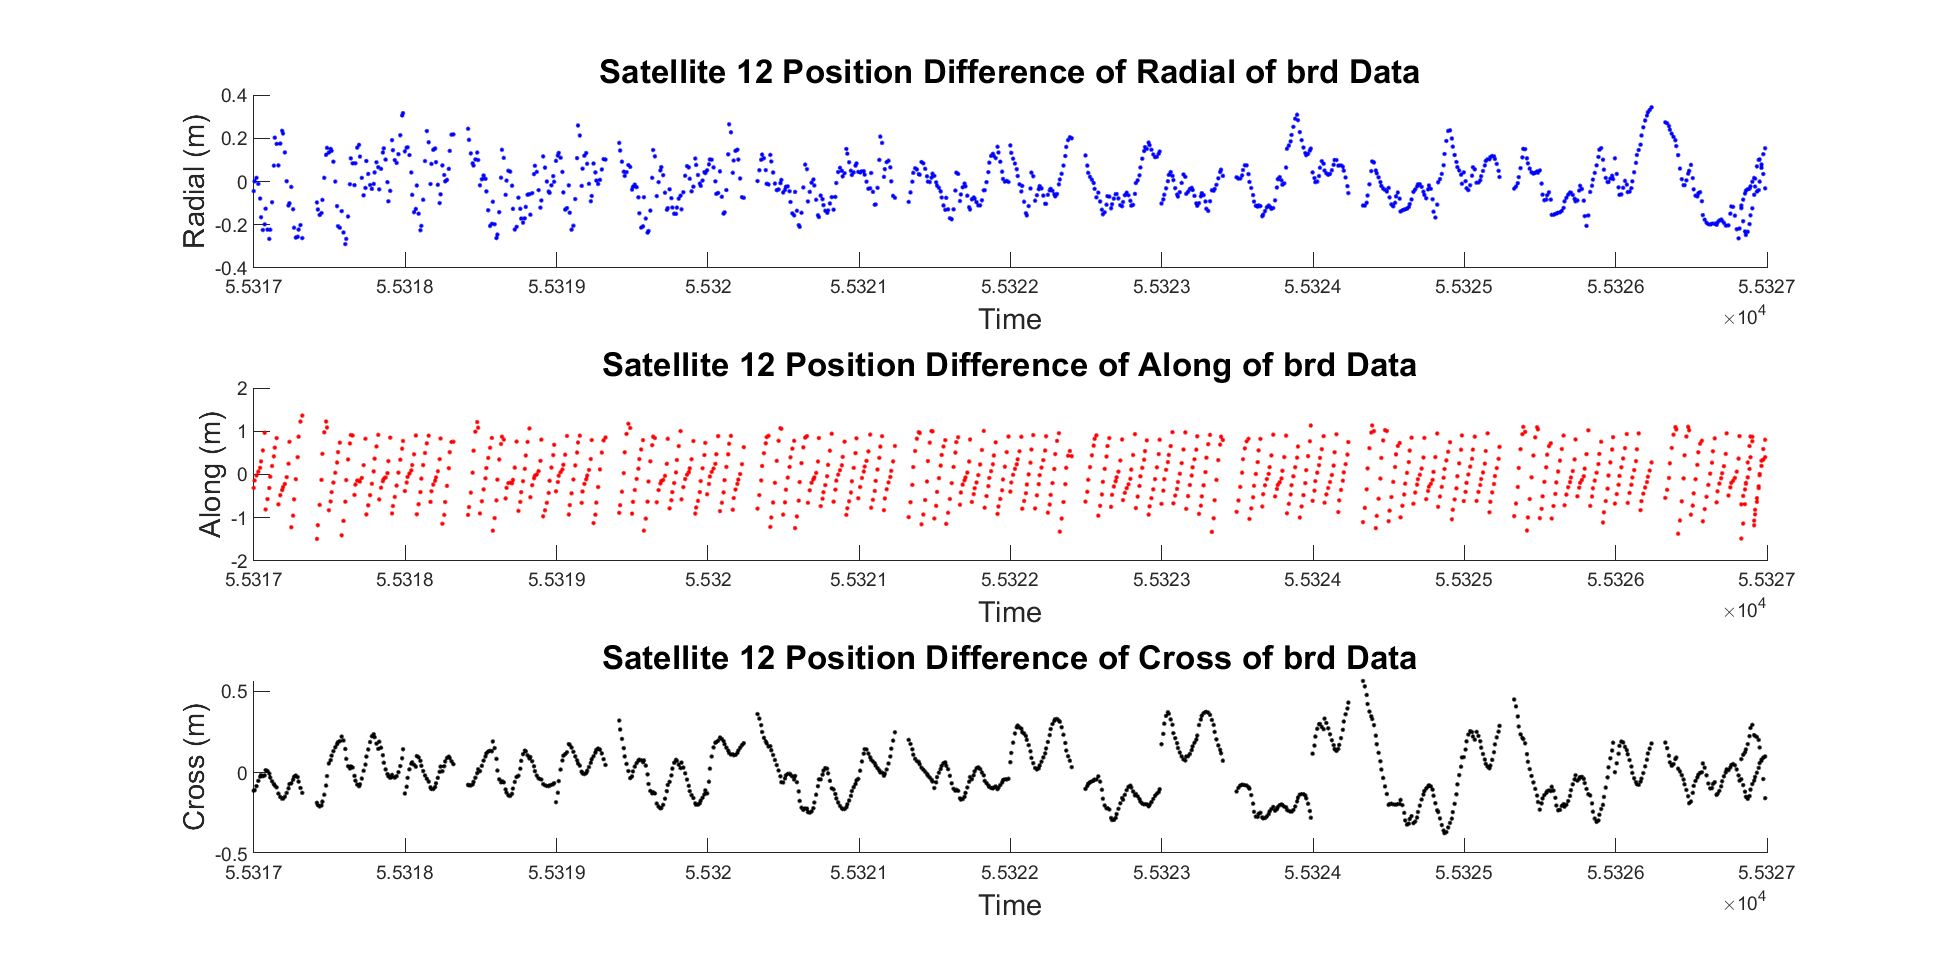 Satellite 12 Position Difference of Radial of brd Data
Radial (m)
0.4
0.2
0
-0.2
-0.4
5.5317 5.5318 5.5319 5.532 5.5321 5.5322 5.5323 5.5324 5.5325 5.5326 5.5327
Time
×10^4
Satellite 12 Position Difference of Along of brd Data
Along (m)
2
1
0
-1
-2
5.5317 5.5318 5.5319 5.532 5.5321 5.5322 5.5323 5.5324 5.5325 5.5326 5.5327
Time
×10^4
Satellite 12 Position Difference of Cross of brd Data
Cross (m)
0.5
0
-0.5
5.5317 5.5318 5.5319 5.532 5.5321 5.5322 5.5323 5.5324 5.5325 5.5326 5.5327
Time
×10^4